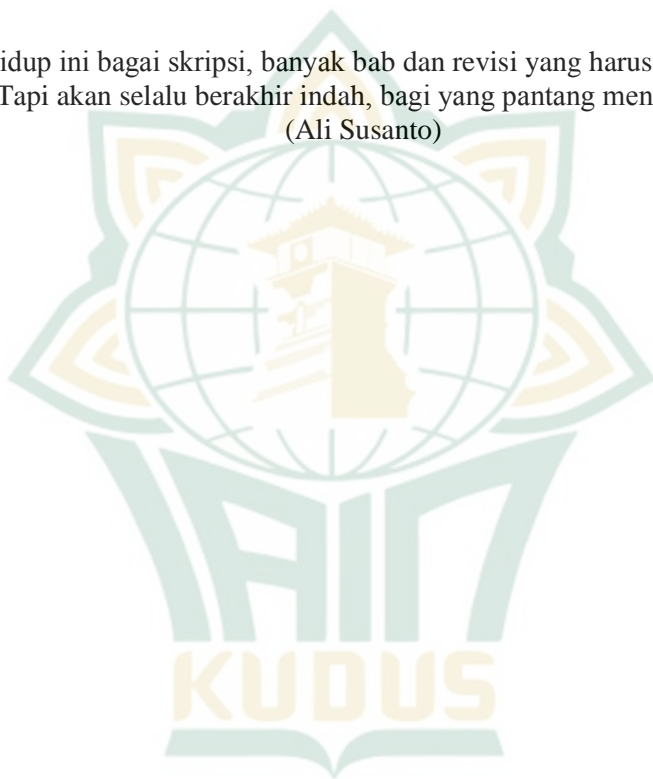 idup ini bagai skripsi, banyak bab dan revisi yang harus
Tapi akan selalu berakhir indah, bagi yang pantang men
(Ali Susanto)
IAIN
KUDUS